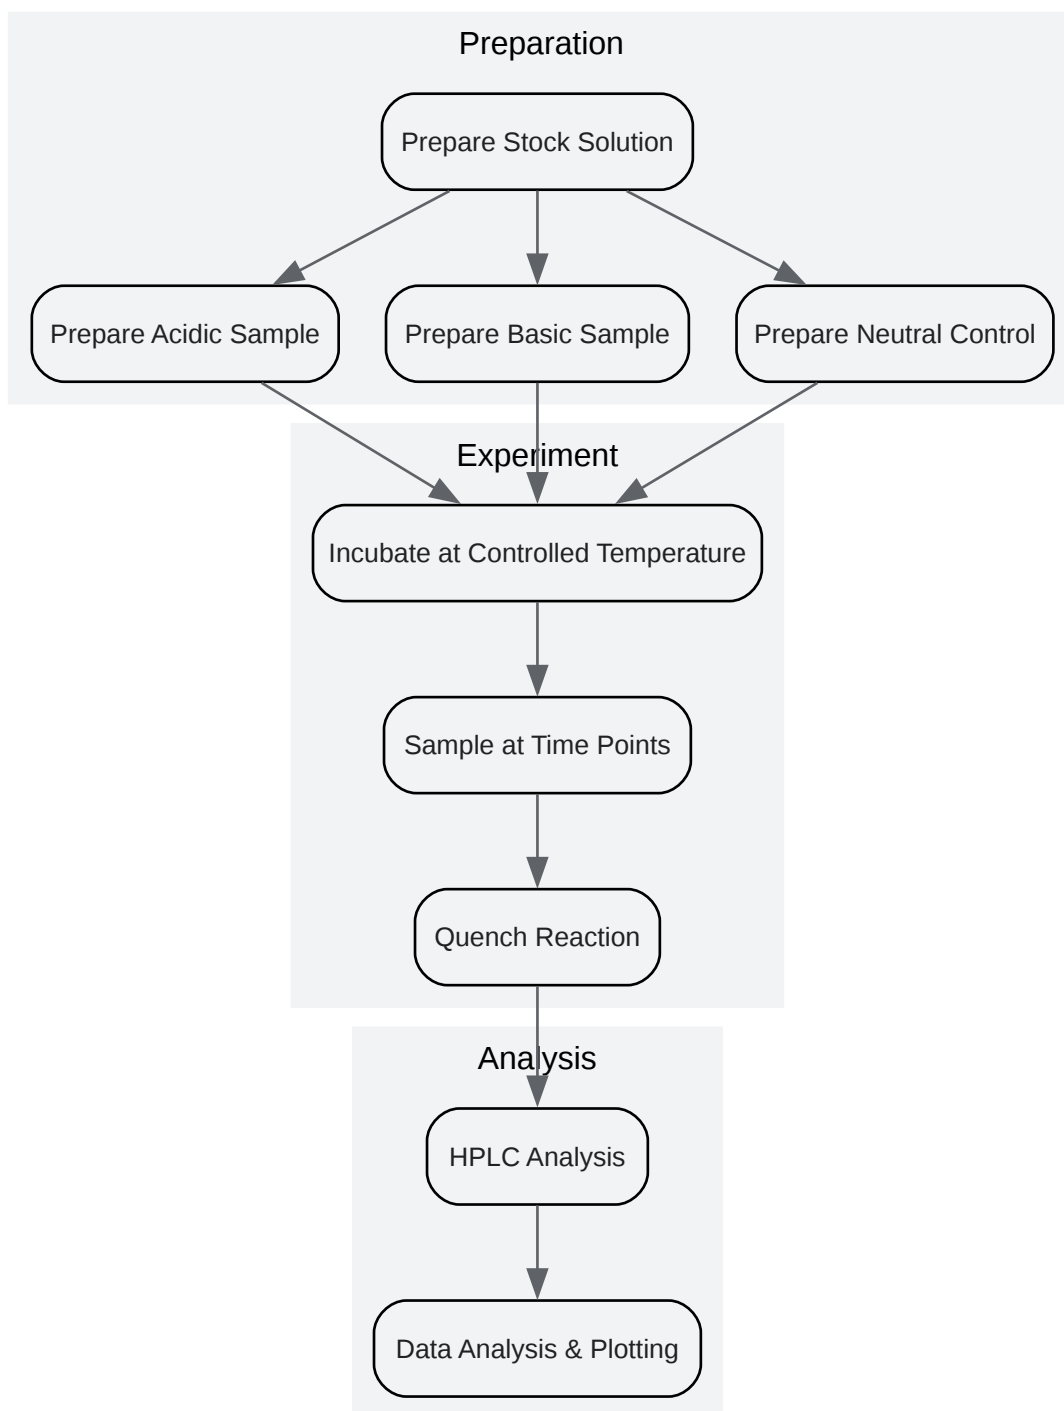 Preparation
Prepare Stock Solution
Prepare Acidic Sample
Prepare Basic Sample
Prepare Neutral Control
Experiment
Incubate at Controlled Temperature
Sample at Time Points
Quench Reaction
Analysis
HPLC Analysis
Data Analysis & Plotting